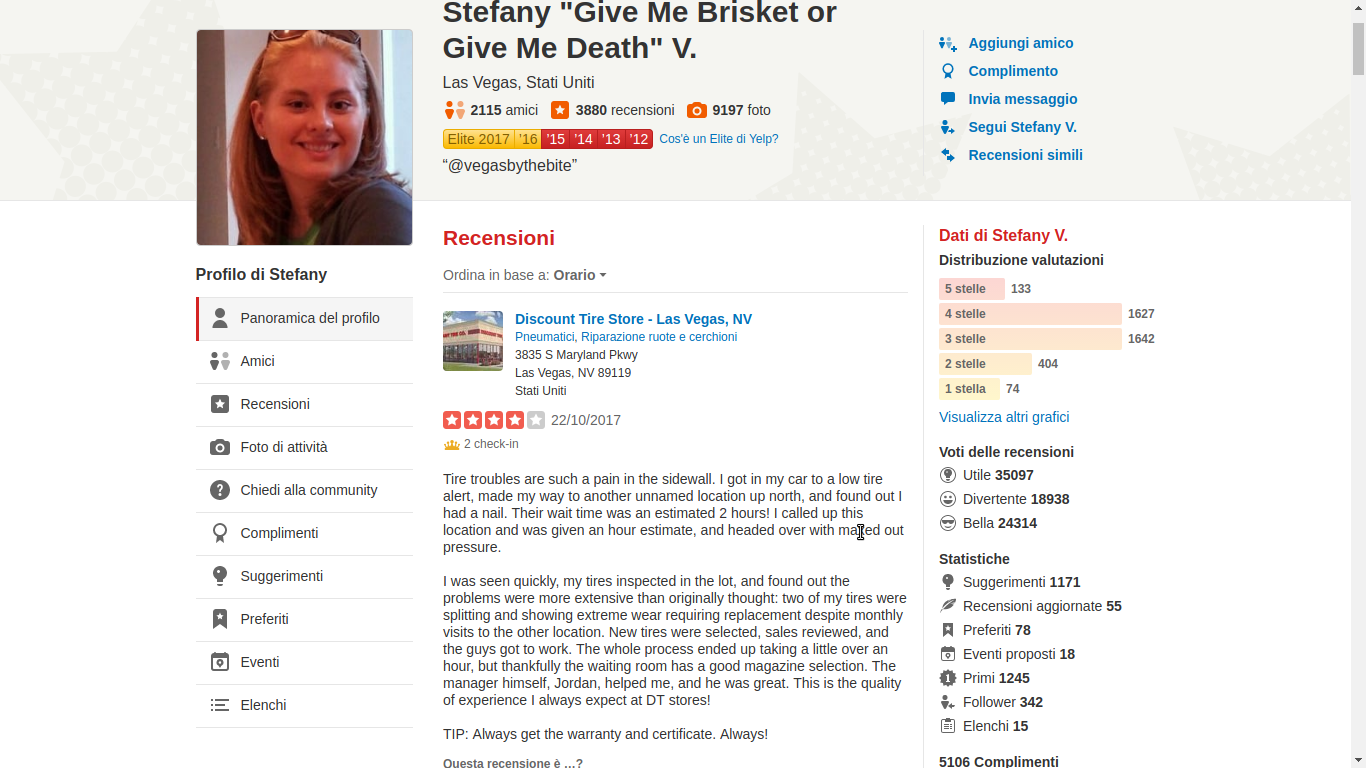 Stefany "Give Me Brisket or
Give Me Death" V.
Las Vegas, Stati Uniti
2115 amici 3880 recensioni 9197 foto
Elite 2017 '16 '15 '14 '13 '12 Cos'è un Elite di Yelp?
“@vegasbythebite”
Aggiungi amico
Complimento
Invia messaggio
Segui Stefany V.
Recensioni simili
Profilo di Stefany
Panoramica del profilo
Amici
Recensioni
Foto di attività
Chiedi alla community
Complimenti
Suggerimenti
Preferiti
Eventi
Elenchi
Recensioni
Ordina in base a: Orario
Discount Tire Store - Las Vegas, NV
Pneumatici, Riparazione ruote e cerchioni
3835 S Maryland Pkwy
Las Vegas, NV 89119
Stati Uniti
22/10/2017
2 check-in
Tire troubles are such a pain in the sidewall. I got in my car to a low tire
alert, made my way to another unnamed location up north, and found out I
had a nail. Their wait time was an estimated 2 hours! I called up this
location and was given an hour estimate, and headed over with maxed out
pressure.
I was seen quickly, my tires inspected in the lot, and found out the
problems were more extensive than originally thought: two of my tires were
splitting and showing extreme wear requiring replacement despite monthly
visits to the other location. New tires were selected, sales reviewed, and
the guys got to work. The whole process ended up taking a little over an
hour, but thankfully the waiting room has a good magazine selection. The
manager himself, Jordan, helped me, and he was great. This is the quality
of experience I always expect at DT stores!
TIP: Always get the warranty and certificate. Always!
Questa recensione è …?
Dati di Stefany V.
Distribuzione valutazioni
5 stelle 133
4 stelle 1627
3 stelle 1642
2 stelle 404
1 stella 74
Visualizza altri grafici
Voti delle recensioni
Utile 35097
Divertente 18938
Bella 24314
Statistiche
Suggerimenti 1171
Recensioni aggiornate 55
Preferiti 78
Eventi proposti 18
Primi 1245
Follower 342
Elenchi 15
5106 Complimenti